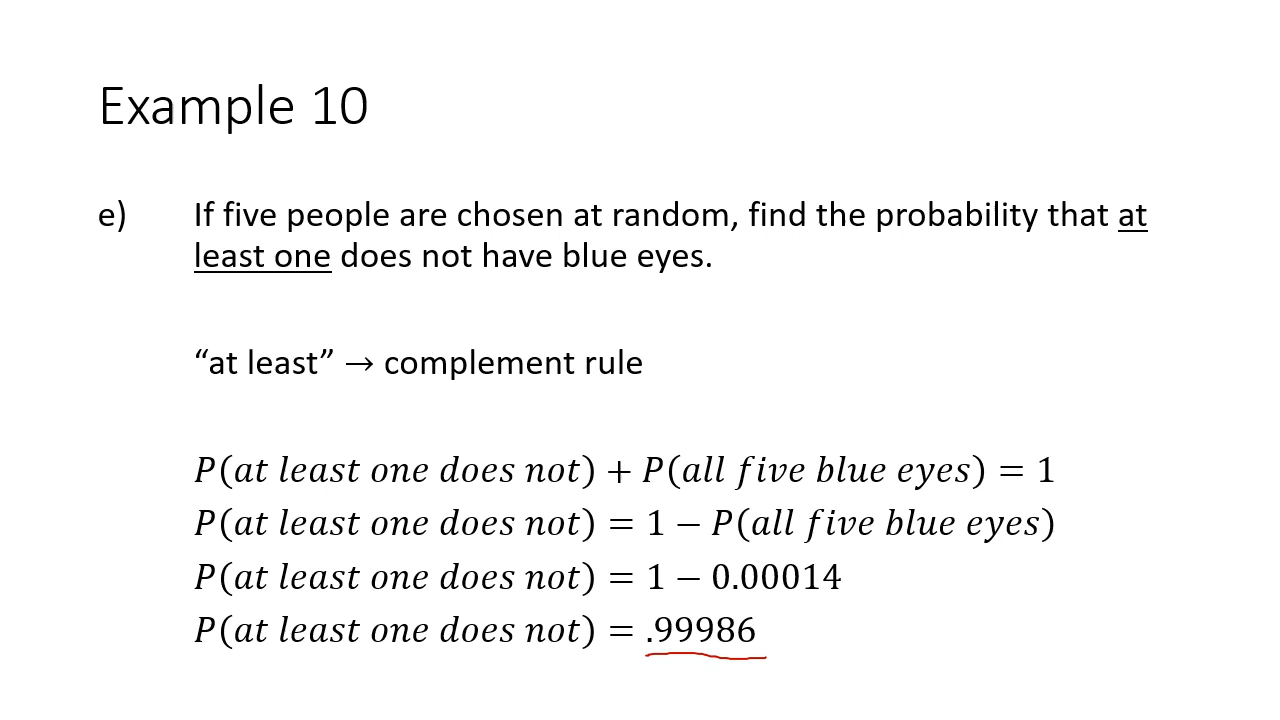 Example 10
e) If five people are chosen at random, find the probability that at
least one does not have blue eyes.
“at least” → complement rule
P(at least one does not) + P(all five blue eyes) = 1
P(at least one does not) = 1 − P(all five blue eyes)
P(at least one does not) = 1 − 0.00014
P(at least one does not) = .99986